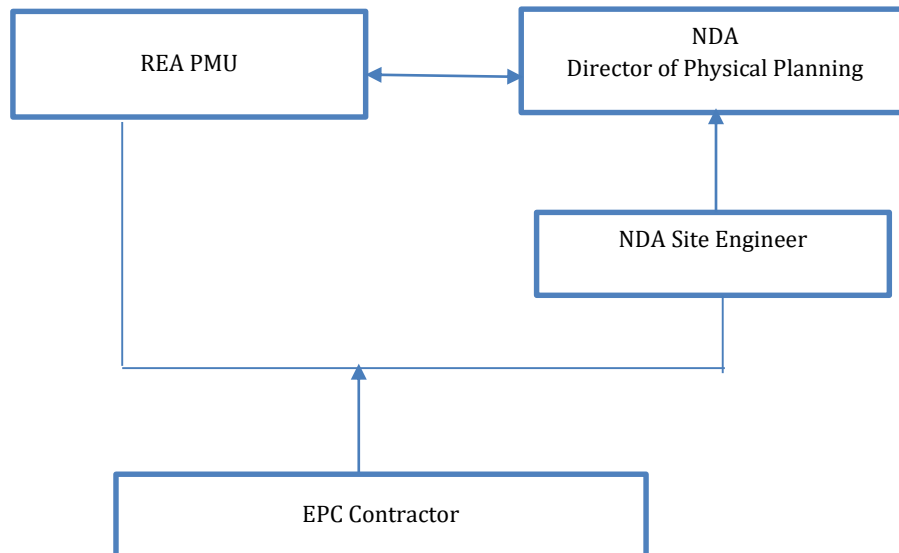 REA PMU
NDA
Director of Physical Planning
NDA Site Engineer
EPC Contractor